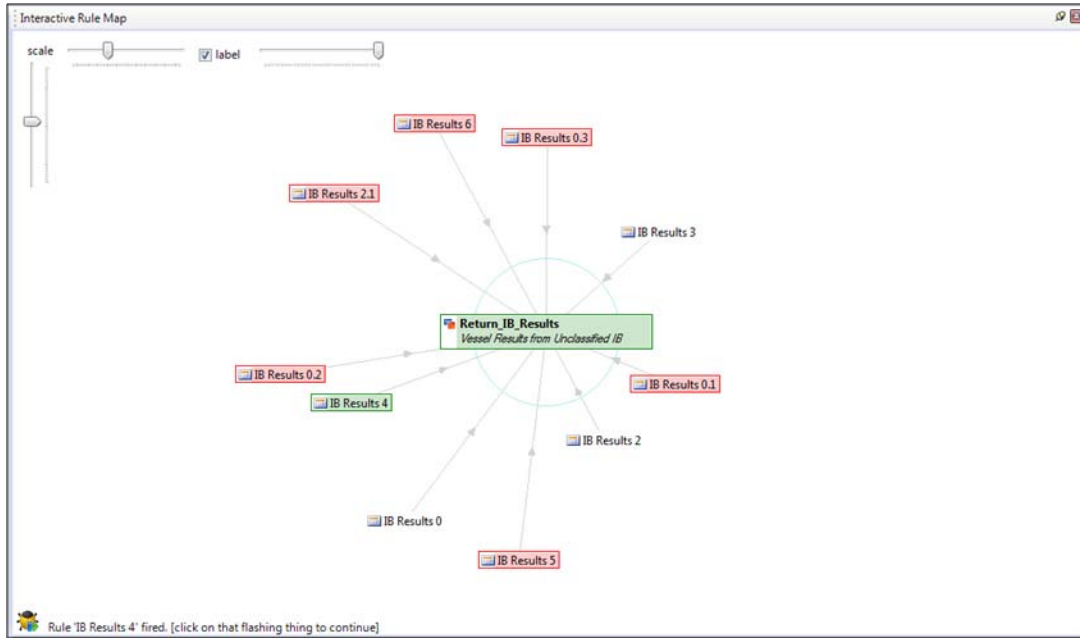 Interactive Rule Map
scale
label
IB Results 6
IB Results 0.3
IB Results 2.1
IB Results 3
Return_IB_Results
Vessel Results from Unclassified IB
IB Results 0.2
IB Results 0.1
IB Results 4
IB Results 2
IB Results 0
IB Results 5
Rule 'IB Results 4' fired. [click on that flashing thing to continue]